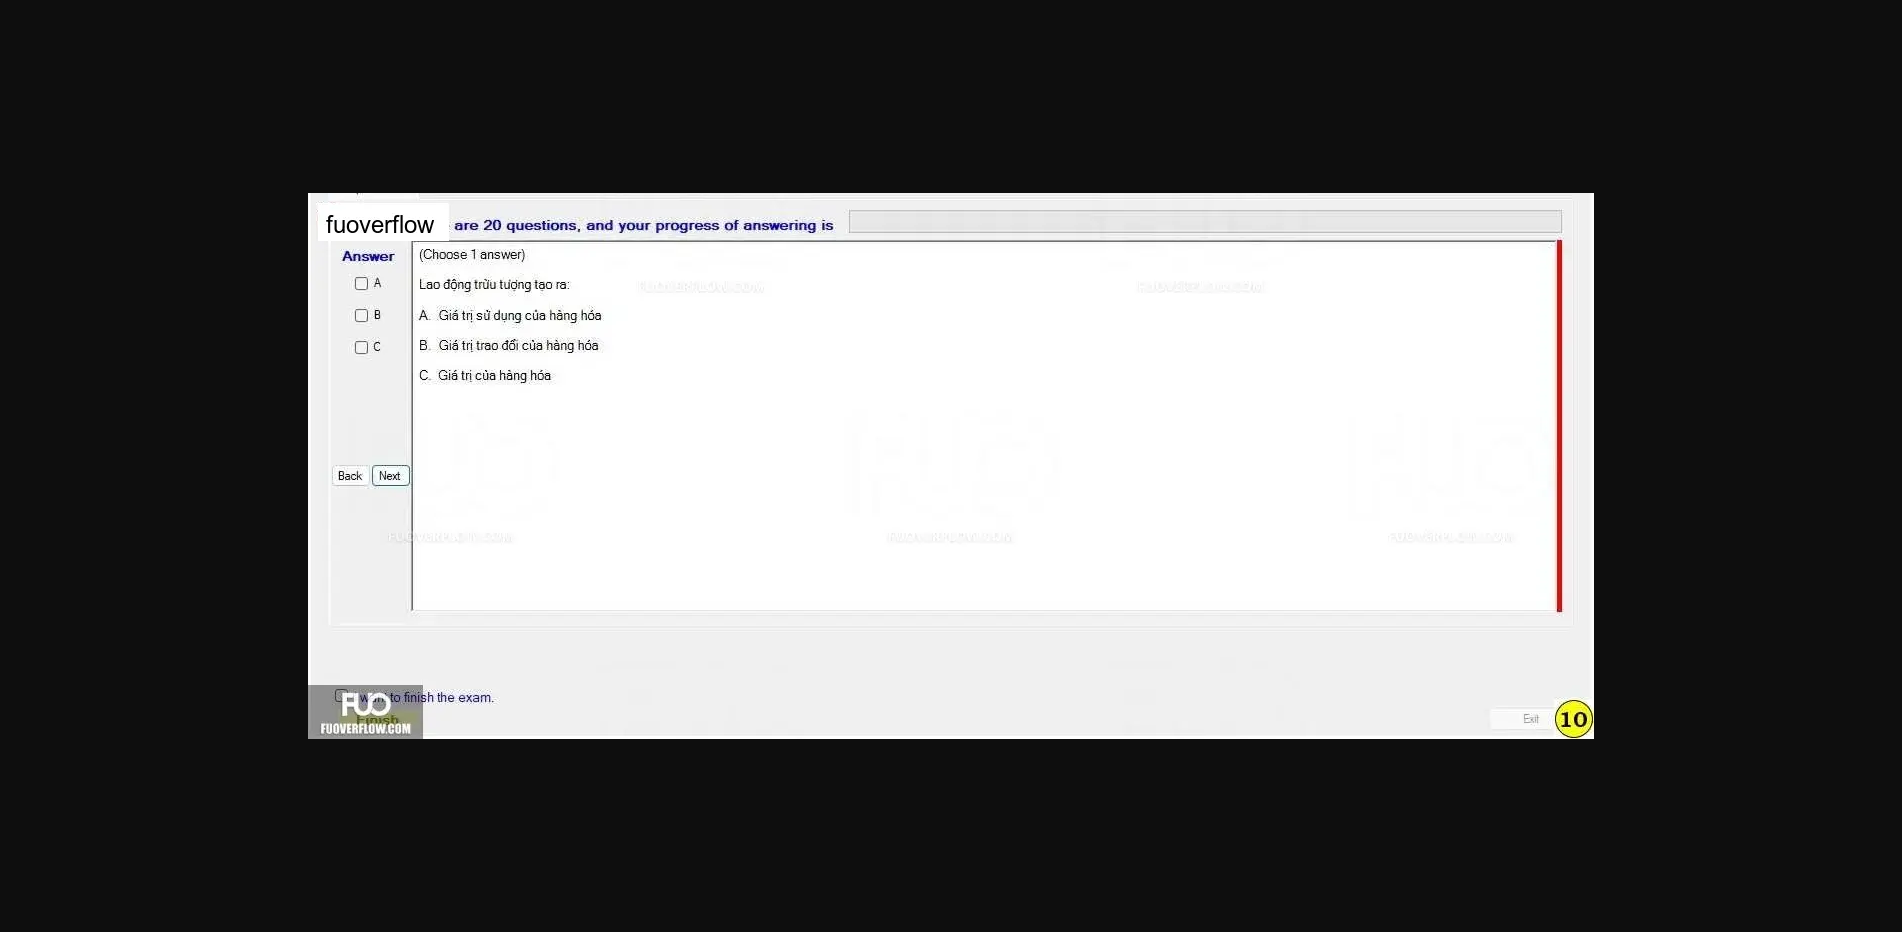 fuoverflow are 20 questions, and your progress of answering is
Answer
(Choose 1 answer)
A
Lao động trừu tượng tạo ra:
FUOVERFLOW.COM FUOVERFLOW.COM
B
A. Giá trị sử dụng của hàng hóa
C
B. Giá trị trao đổi của hàng hóa
C. Giá trị của hàng hóa
Back Next
FUOVERFLOW.COM FUOVERFLOW.COM FUOVERFLOW.COM
I want to finish the exam.
FUO
Finish
FUOVERFLOW.COM
Exit 10